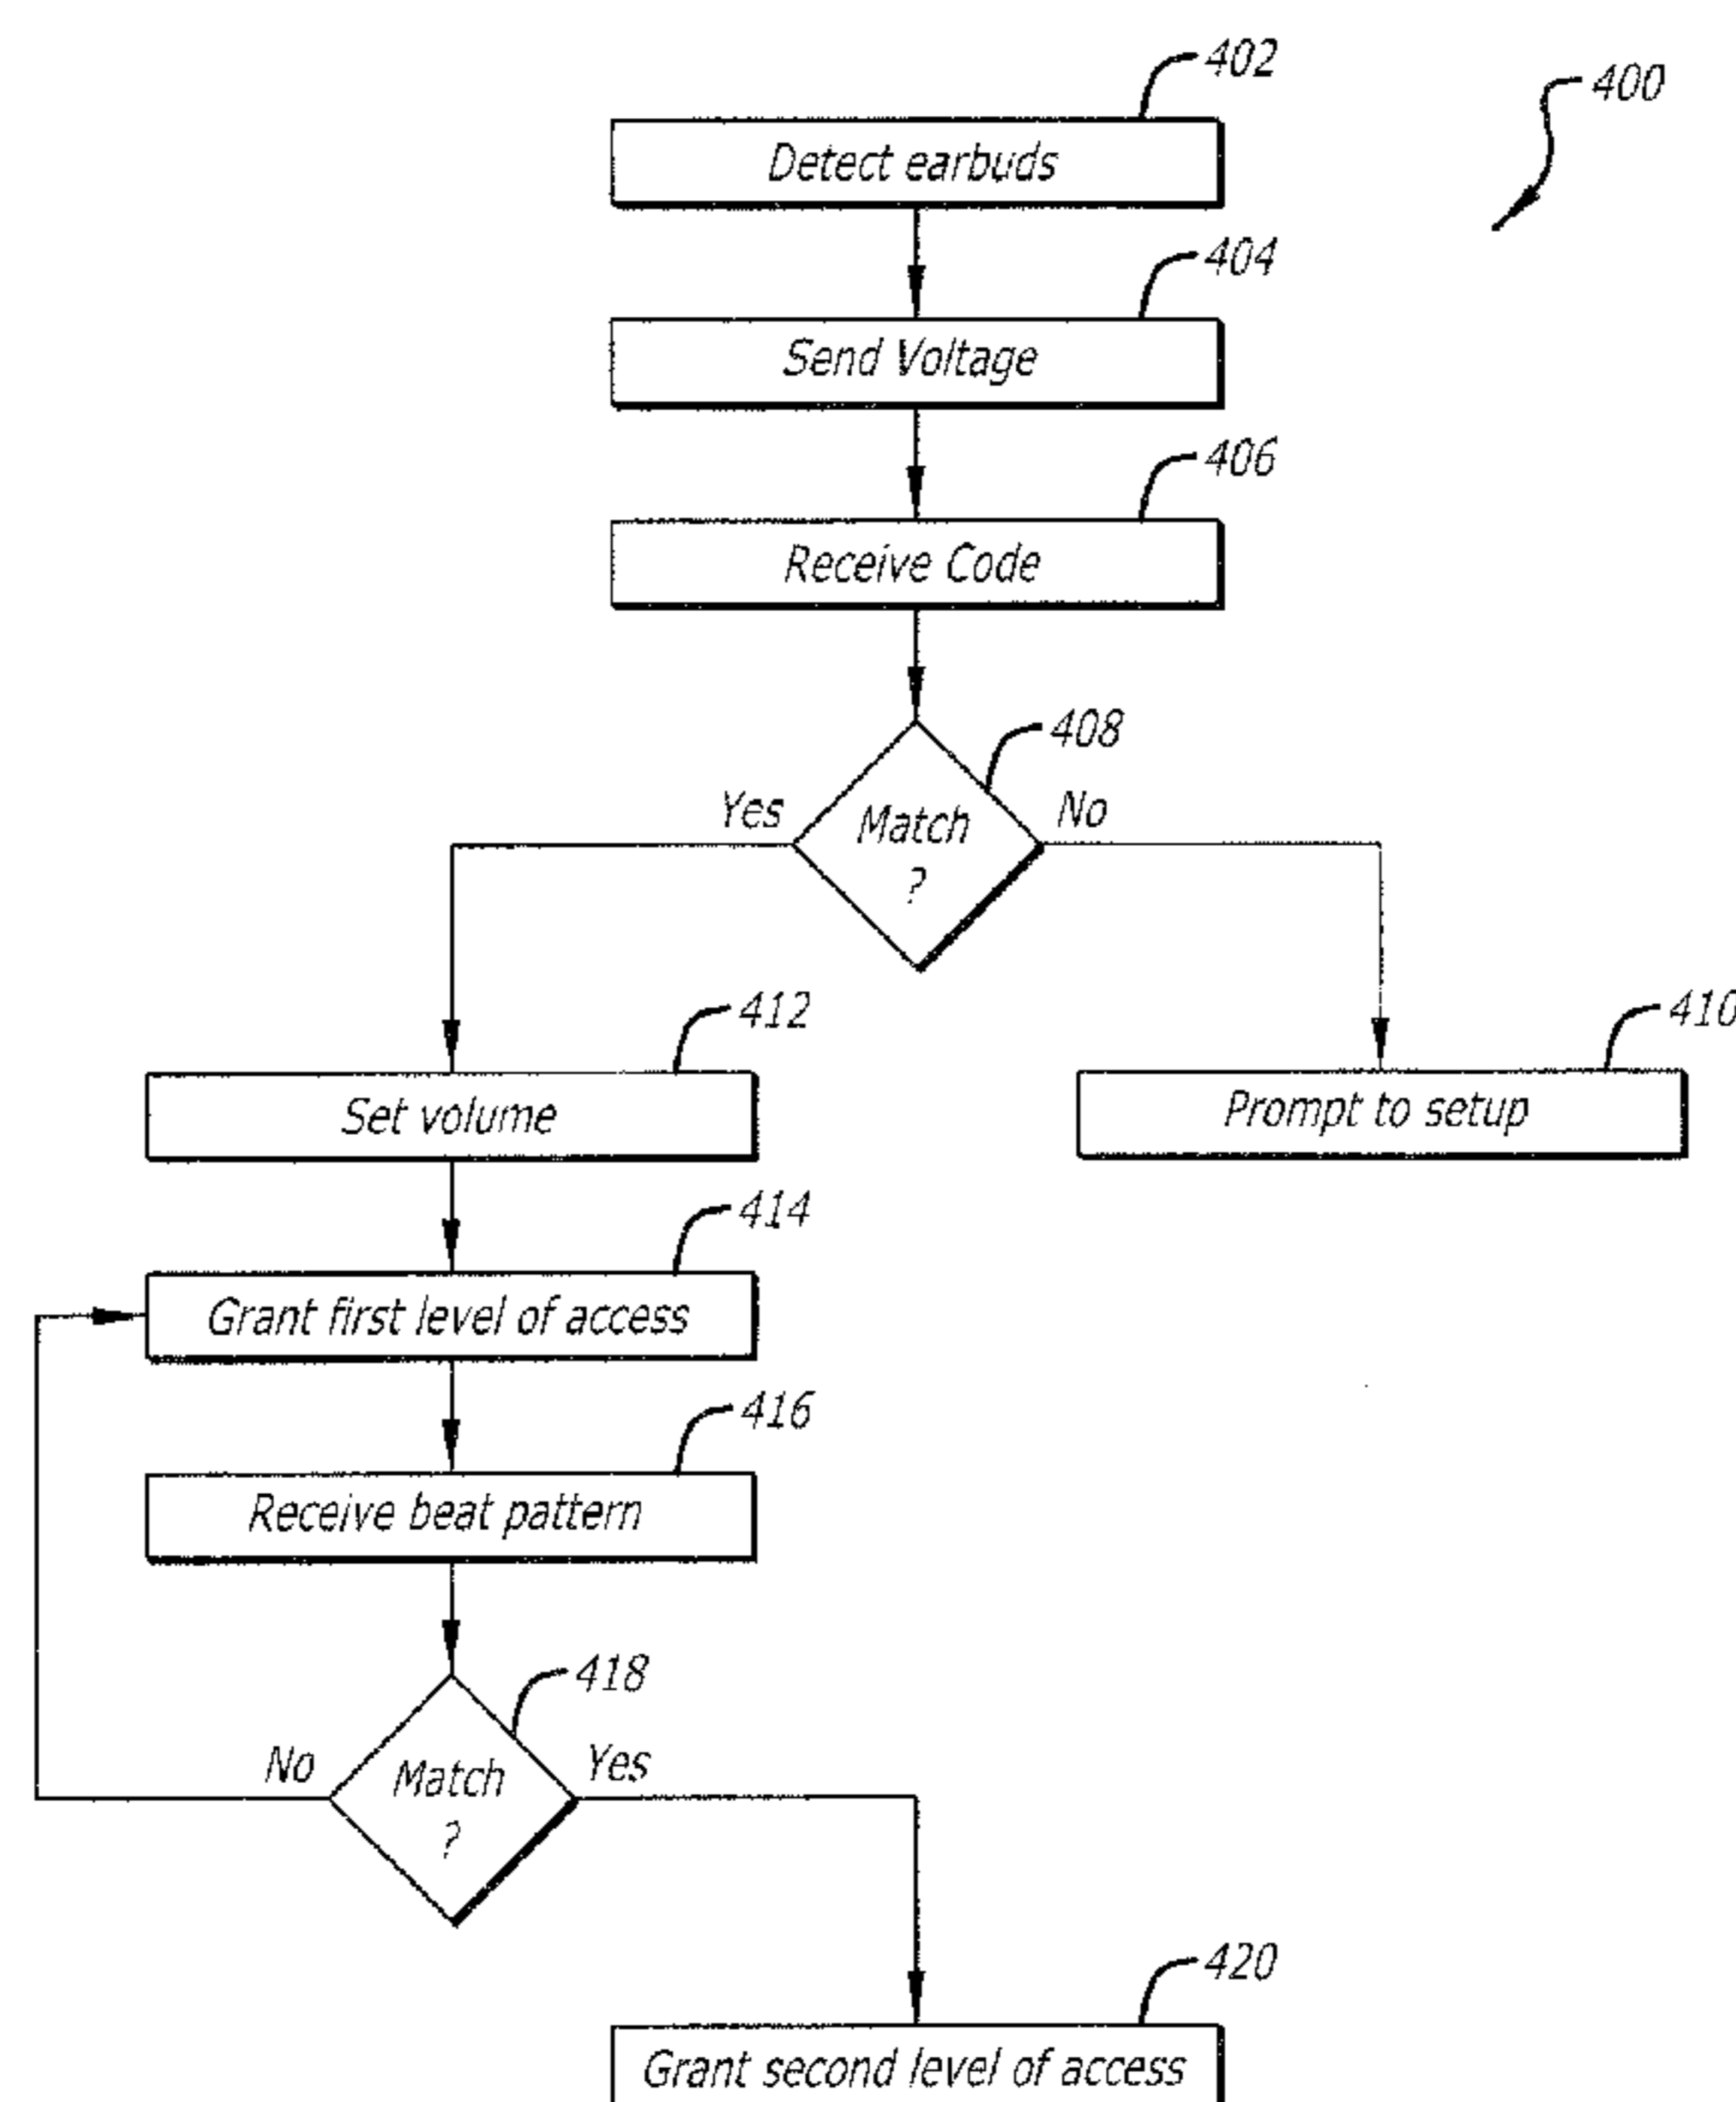 402
400
Detect earbuds
404
Send Voltage
406
Receive Code
408
Yes
No
Match
?
412
410
Set volume
Prompt to setup
414
Grant first level of access
416
Receive beat pattern
418
No
Yes
Match
?
420
Grant second level of access